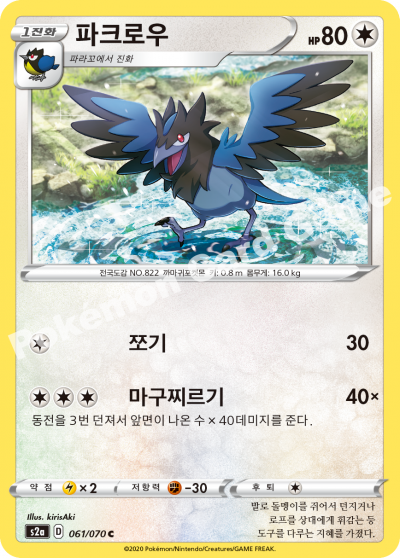 1진화
파크로우
HP 80
파라꼬에서 진화
전국도감 NO.822 까마귀포켓몬 키: 0.8 m 몸무게: 16.0 kg
Pokémon Card Game
쪼기 30
마구찌르기 40×
동전을 3번 던져서 앞면이 나온 수 × 40데미지를 준다.
약점 ×2 저항력 -30 후퇴
Illus. kirisAki
s2a D 061/070 C
발로 돌멩이를 쥐어서 던지거나
로프를 상대에게 휘감는 등
도구를 다루는 지혜를 가졌다.
©2020 Pokémon/Nintendo/Creatures/GAME FREAK.